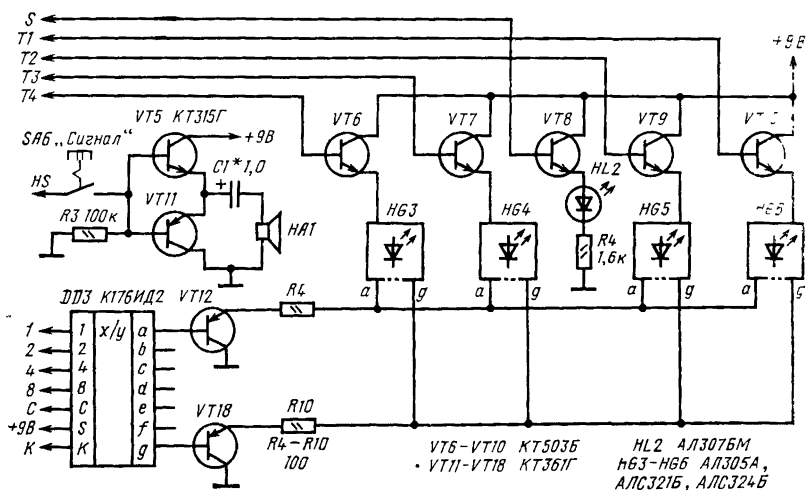 S
T1
T2
T3
T4
+9В
VT5 КТ315Г
VT6
VT7
VT8
VT9
SA6 „Сигнал“
+9В
C1* 1,0
+
HL2
HS
VT11
R3 100к
HA1
HG3
HG4
HG5
HG6
R4
1,6к
a g
a g
a g
a g
DD3 К176ИД2
VT12
R4
1 1 x/y a
2 2 b
4 4 c
8 8 d
C C e
+9В S f
K K g
VT18
R10
R4–R10
100
VT6–VT10 КТ503Б
VT11–VT18 КТ361Г
HL2 АЛ307БМ
HG3–HG6 АЛ305А,
АЛС321Б, АЛС324Б